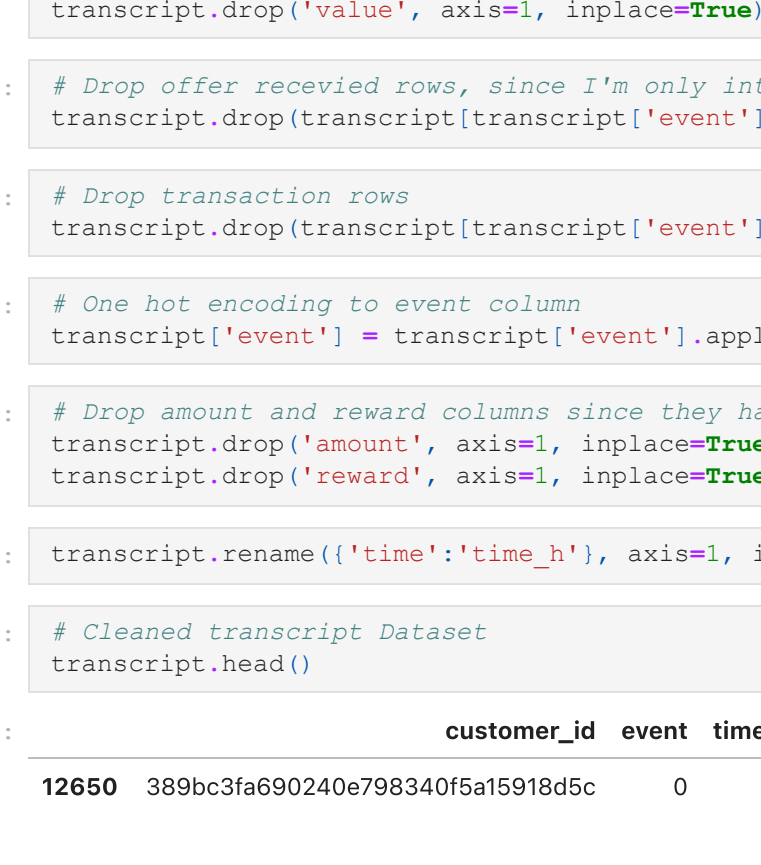 transcript.drop('value', axis=1, inplace=True)
:
# Drop offer recevied rows, since I'm only int
transcript.drop(transcript[transcript['event']
:
# Drop transaction rows
transcript.drop(transcript[transcript['event']
:
# One hot encoding to event column
transcript['event'] = transcript['event'].appl
:
# Drop amount and reward columns since they ha
transcript.drop('amount', axis=1, inplace=True
transcript.drop('reward', axis=1, inplace=True
:
transcript.rename({'time':'time_h'}, axis=1, i
:
# Cleaned transcript Dataset
transcript.head()
:
customer_id event time
12650 389bc3fa690240e798340f5a15918d5c 0